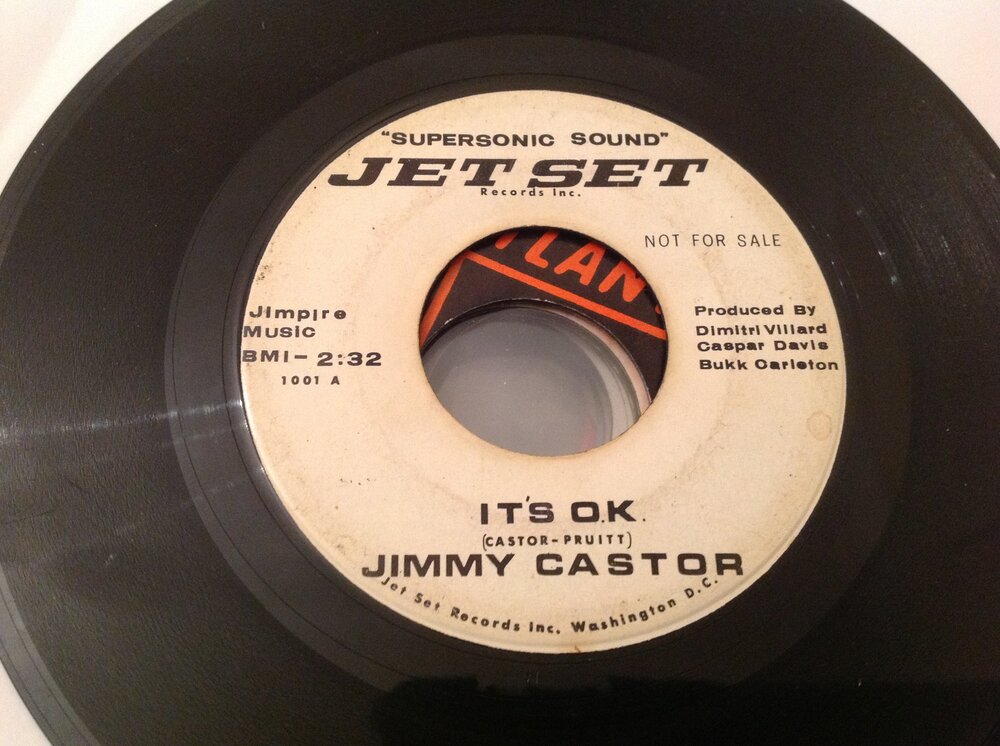 "SUPERSONIC SOUND"
JET SET
Records Inc.
NOT FOR SALE
Jimpire
MUSIC
BMI - 2:32
1001 A
Produced By
Dimitri Villard
Caspar Davis
Bukk Carleton
IT'S O.K.
(CASTOR-PRUITT)
JIMMY CASTOR
Jet Set Records Inc. Washington D.C.